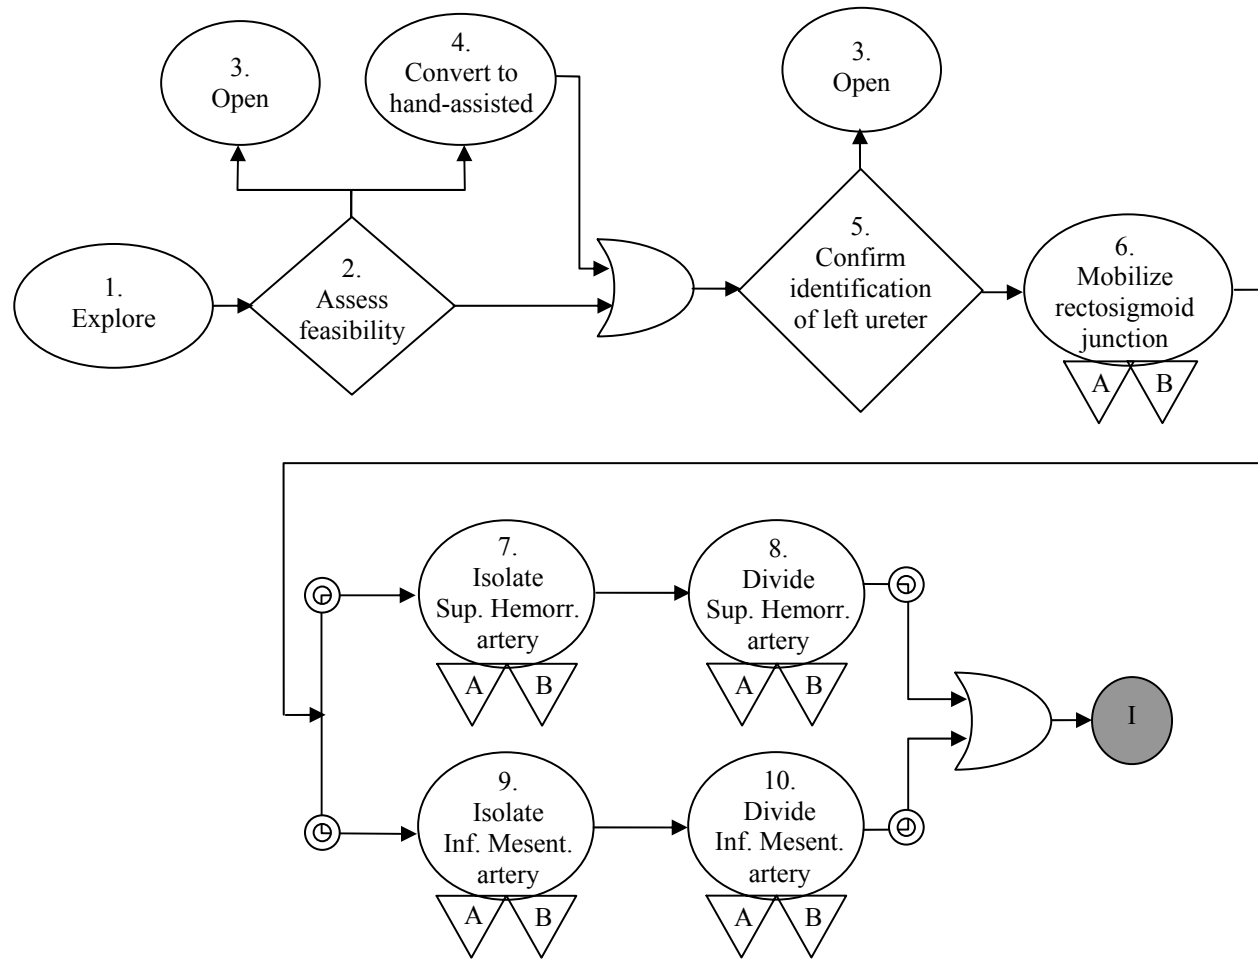 3.
Open
4.
Convert to
hand-assisted
3.
Open
1.
Explore
2.
Assess
feasibility
5.
Confirm
identification
of left ureter
6.
Mobilize
rectosigmoid
junction
A
B
7.
Isolate
Sup. Hemorr.
artery
A
B
8.
Divide
Sup. Hemorr.
artery
A
B
I
9.
Isolate
Inf. Mesent.
artery
A
B
10.
Divide
Inf. Mesent.
artery
A
B